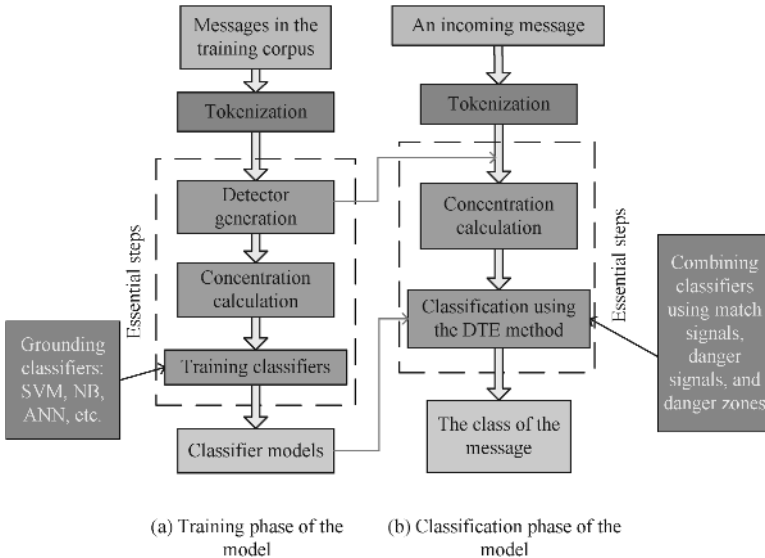 Messages in the
training corpus
Tokenization
Detector
generation
Concentration
calculation
Training classifiers
Classifier models
Essential steps
Grounding
classifiers:
SVM, NB,
ANN, etc.
(a) Training phase of the
model
An incoming message
Tokenization
Concentration
calculation
Classification using
the DTE method
The class of the
message
Essential steps
Combining
classifiers
using match
signals,
danger
signals, and
danger zones
(b) Classification phase of the
model